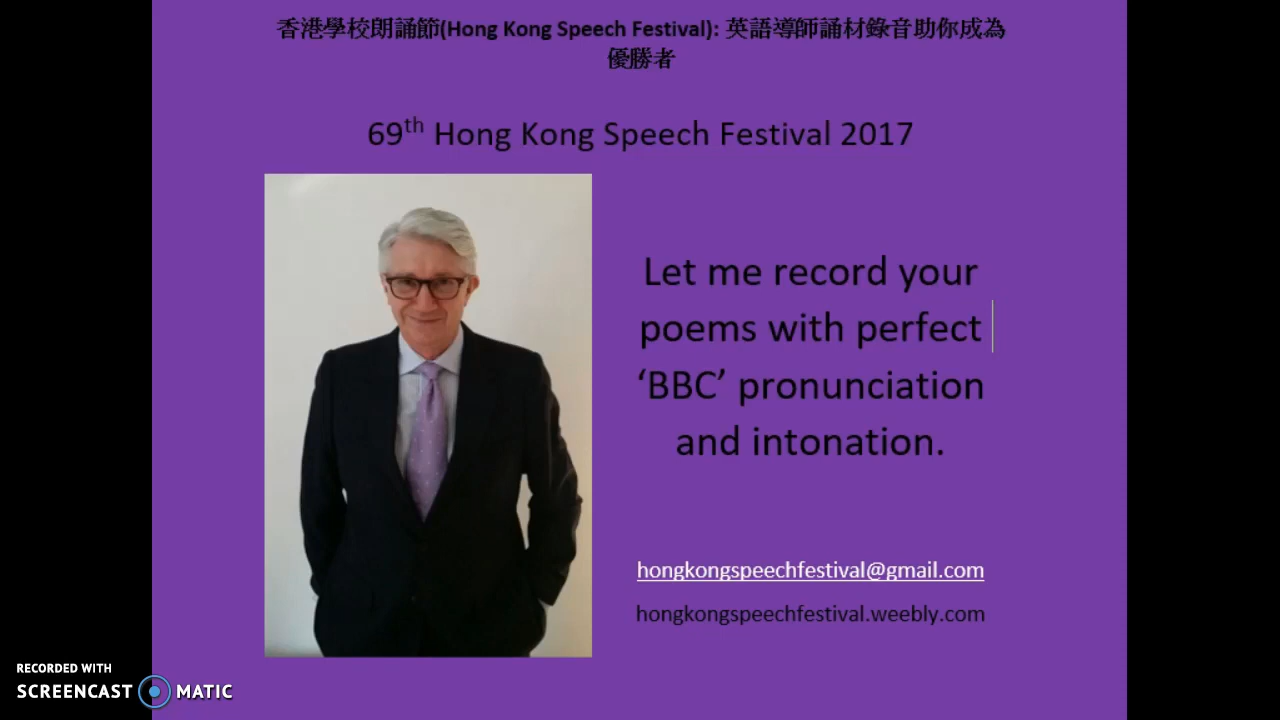 香港學校朗誦節(Hong Kong Speech Festival): 英語導師誦材錄音助你成為
優勝者
69th Hong Kong Speech Festival 2017
Let me record your
poems with perfect
‘BBC’ pronunciation
and intonation.
hongkongspeechfestival@gmail.com
hongkongspeechfestival.weebly.com
RECORDED WITH
SCREENCAST MATIC